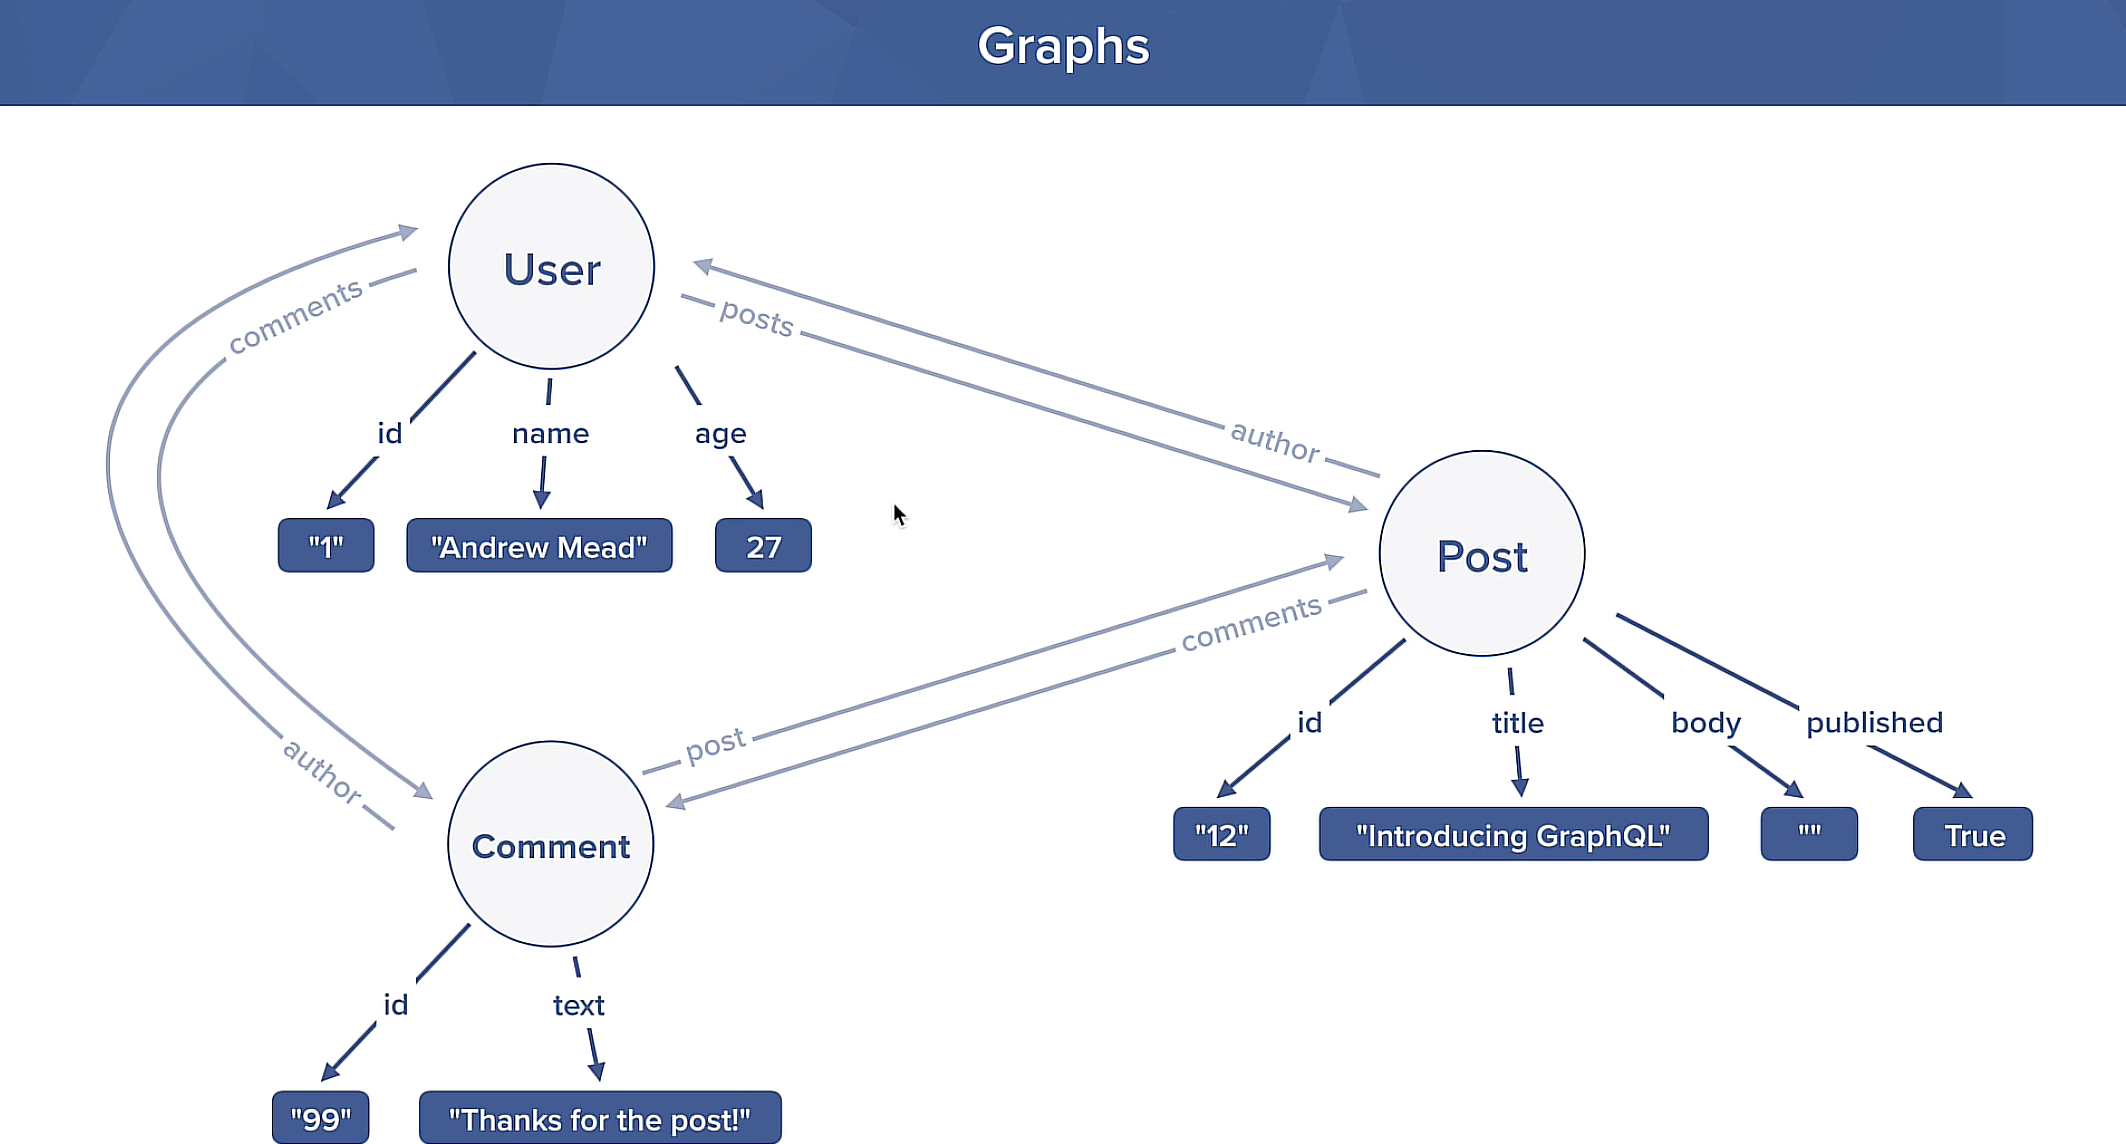 Graphs
User
comments
posts
author
id
name
age
"1"
"Andrew Mead"
27
Post
comments
post
author
Comment
id
title
body
published
"12"
"Introducing GraphQL"
""
True
id
text
"99"
"Thanks for the post!"